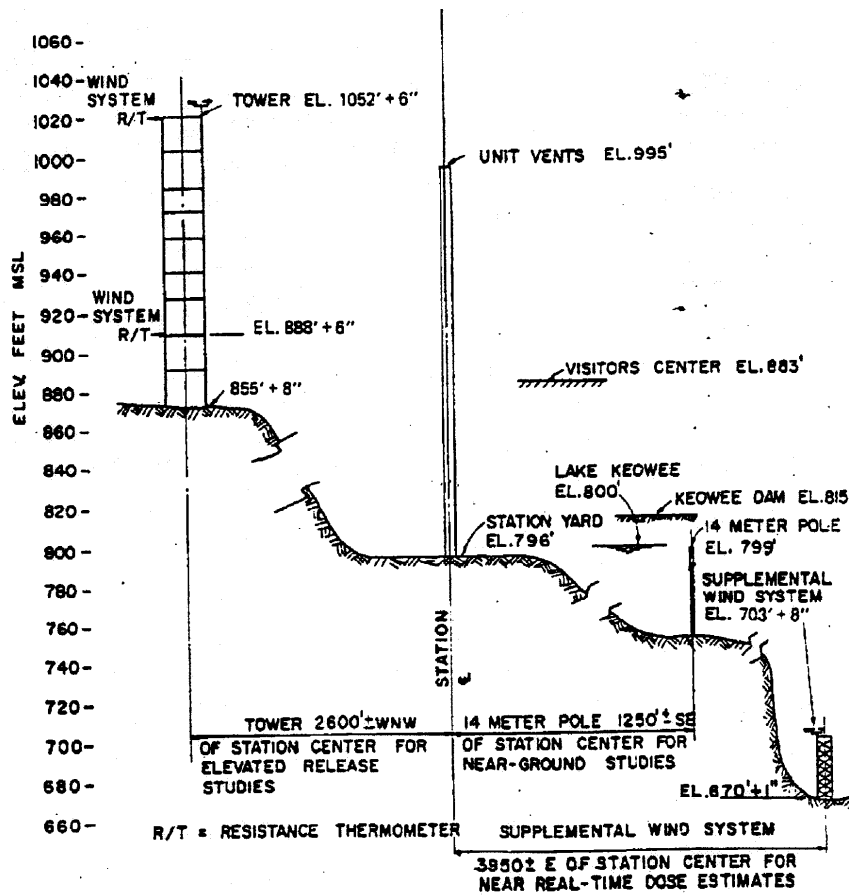 1060-
1040-
1020-
1000-
980-
960-
940-
920-
900-
880-
860-
840-
820-
800-
780-
760-
740-
720-
700-
680-
660-
ELEV. FEET MSL
WIND
SYSTEM
R/T
TOWER EL. 1052' + 6"
WIND
SYSTEM
R/T
EL. 888' + 6"
855' + 8"
UNIT VENTS EL. 995'
VISITORS CENTER EL. 883'
LAKE KEOWEE
EL. 800'
KEOWEE DAM EL. 815
STATION YARD
EL. 796'
14 METER POLE
EL. 799'
SUPPLEMENTAL
WIND SYSTEM
EL. 703' + 8"
STATION
TOWER 2600'± WNW
OF STATION CENTER FOR
ELEVATED RELEASE
STUDIES
14 METER POLE 1250'± SE
OF STATION CENTER FOR
NEAR-GROUND STUDIES
EL. 670' + 1"
R/T = RESISTANCE THERMOMETER
SUPPLEMENTAL WIND SYSTEM
3950± E OF STATION CENTER FOR
NEAR REAL-TIME DOSE ESTIMATES